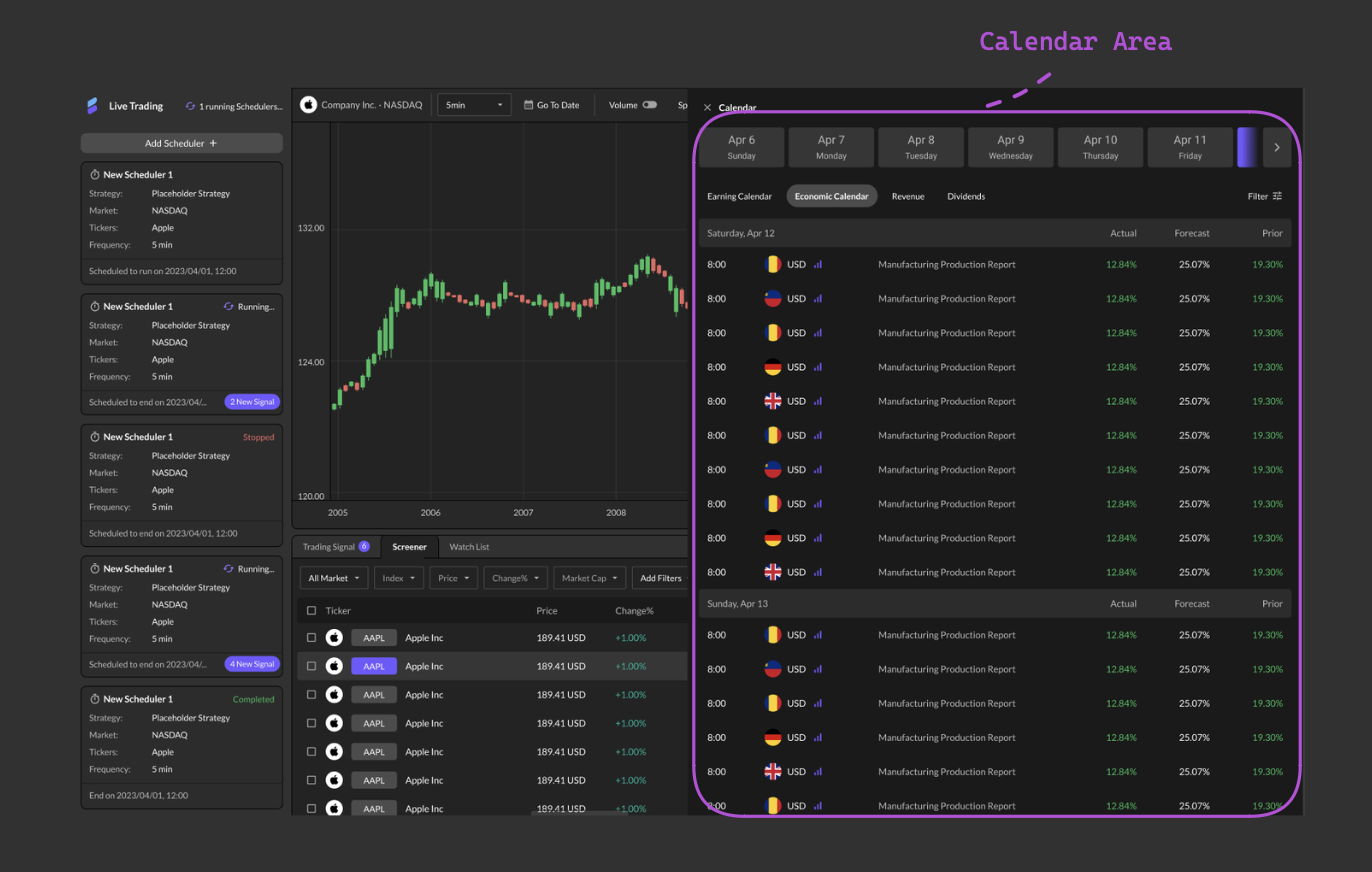 Calendar Area
Live Trading
1 running Schedulers...
Add Scheduler +
New Scheduler 1
Strategy: Placeholder Strategy
Market: NASDAQ
Tickers: Apple
Frequency: 5 min
Scheduled to run on 2023/04/01, 12:00
New Scheduler 1 Running...
Strategy: Placeholder Strategy
Market: NASDAQ
Tickers: Apple
Frequency: 5 min
Scheduled to end on 2023/04/... 2 New Signal
New Scheduler 1 Stopped
Strategy: Placeholder Strategy
Market: NASDAQ
Tickers: Apple
Frequency: 5 min
Scheduled to end on 2023/04/01, 12:00
New Scheduler 1 Running...
Strategy: Placeholder Strategy
Market: NASDAQ
Tickers: Apple
Frequency: 5 min
Scheduled to end on 2023/04/... 4 New Signal
New Scheduler 1 Completed
Strategy: Placeholder Strategy
Market: NASDAQ
Tickers: Apple
Frequency: 5 min
End on 2023/04/01, 12:00
Company Inc. · NASDAQ 5min Go To Date Volume Sp
132.00
124.00
120.00
2005 2006 2007 2008
Trading Signal 6 Screener Watch List
All Market Index Price Change% Market Cap Add Filters
Ticker Price Change%
AAPL Apple Inc 189.41 USD +1.00%
AAPL Apple Inc 189.41 USD +1.00%
AAPL Apple Inc 189.41 USD +1.00%
AAPL Apple Inc 189.41 USD +1.00%
AAPL Apple Inc 189.41 USD +1.00%
AAPL Apple Inc 189.41 USD +1.00%
AAPL Apple Inc 189.41 USD +1.00%
Calendar
Apr 6 Apr 7 Apr 8 Apr 9 Apr 10 Apr 11
Sunday Monday Tuesday Wednesday Thursday Friday
Earning Calendar Economic Calendar Revenue Dividends Filter
Saturday, Apr 12 Actual Forecast Prior
8:00 USD Manufacturing Production Report 12.84% 25.07% 19.30%
8:00 USD Manufacturing Production Report 12.84% 25.07% 19.30%
8:00 USD Manufacturing Production Report 12.84% 25.07% 19.30%
8:00 USD Manufacturing Production Report 12.84% 25.07% 19.30%
8:00 USD Manufacturing Production Report 12.84% 25.07% 19.30%
8:00 USD Manufacturing Production Report 12.84% 25.07% 19.30%
8:00 USD Manufacturing Production Report 12.84% 25.07% 19.30%
8:00 USD Manufacturing Production Report 12.84% 25.07% 19.30%
8:00 USD Manufacturing Production Report 12.84% 25.07% 19.30%
8:00 USD Manufacturing Production Report 12.84% 25.07% 19.30%
Sunday, Apr 13 Actual Forecast Prior
8:00 USD Manufacturing Production Report 12.84% 25.07% 19.30%
8:00 USD Manufacturing Production Report 12.84% 25.07% 19.30%
8:00 USD Manufacturing Production Report 12.84% 25.07% 19.30%
8:00 USD Manufacturing Production Report 12.84% 25.07% 19.30%
8:00 USD Manufacturing Production Report 12.84% 25.07% 19.30%
8:00 USD Manufacturing Production Report 12.84% 25.07% 19.30%